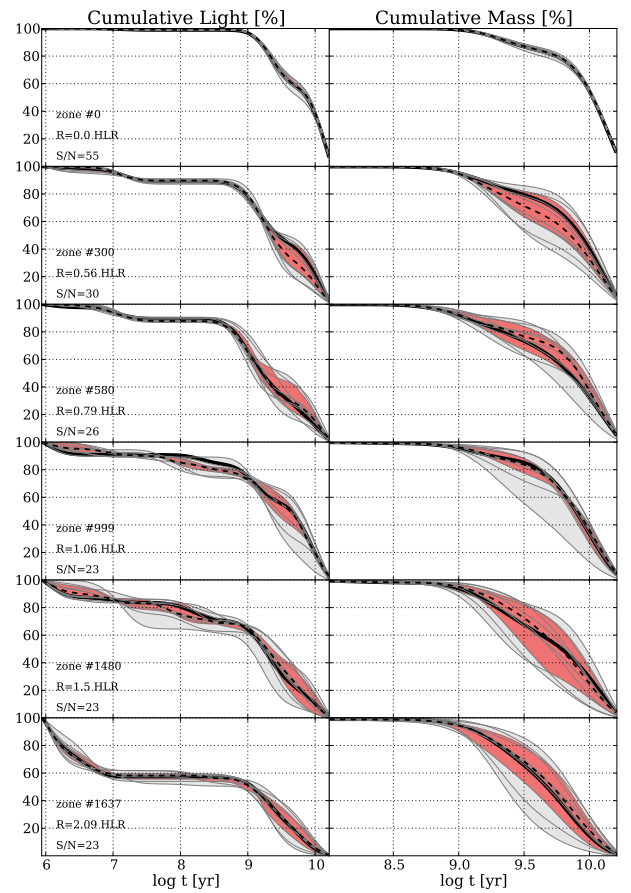 Cumulative Light [%]
Cumulative Mass [%]
100
80
60
40
20
zone #0
R=0.0 HLR
S/N=55
100
80
60
40
20
zone #300
R=0.56 HLR
S/N=30
100
80
60
40
20
zone #580
R=0.79 HLR
S/N=26
100
80
60
40
20
zone #999
R=1.06 HLR
S/N=23
100
80
60
40
20
zone #1480
R=1.5 HLR
S/N=23
100
80
60
40
20
zone #1637
R=2.09 HLR
S/N=23
6 7 8 9 10
8.5 9.0 9.5 10.0
log t [yr]
log t [yr]